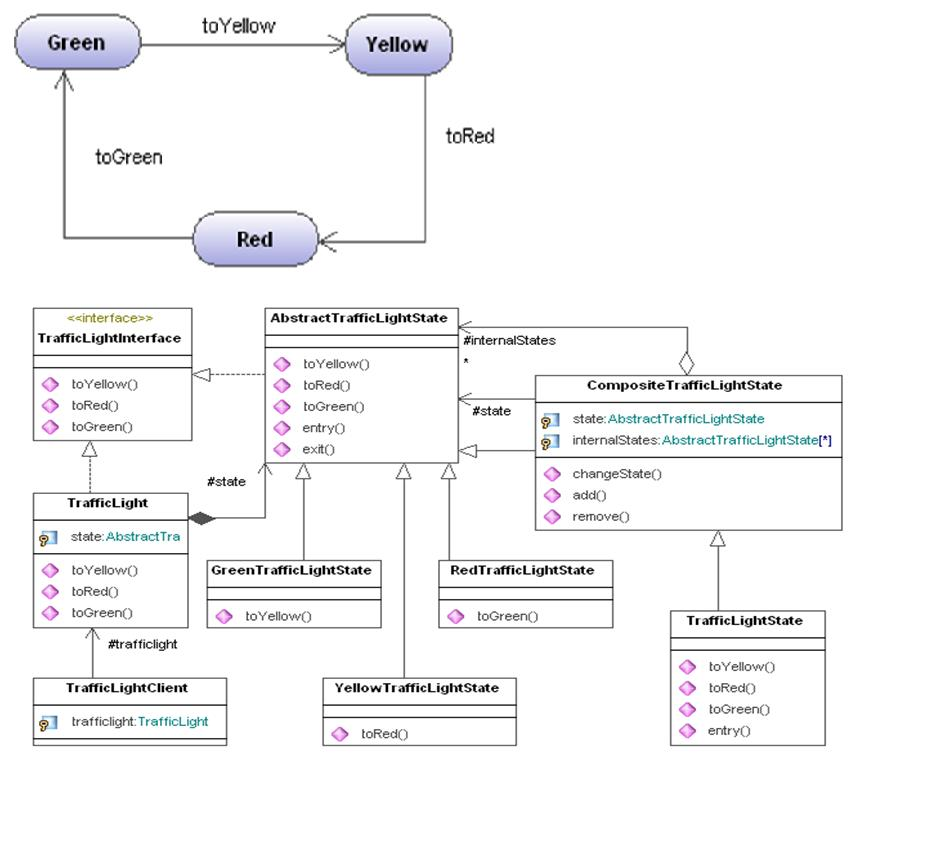 toYellow
Green
Yellow
toRed
toGreen
Red
<<interface>>
TrafficLightInterface
toYellow()
toRed()
toGreen()
AbstractTrafficLightState
toYellow()
toRed()
toGreen()
entry()
exit()
#internalStates
*
#state
CompositeTrafficLightState
state:AbstractTrafficLightState
internalStates:AbstractTrafficLightState[*]
changeState()
add()
remove()
#state
TrafficLight
state:AbstractTra
toYellow()
toRed()
toGreen()
GreenTrafficLightState
toYellow()
RedTrafficLightState
toGreen()
TrafficLightState
toYellow()
toRed()
toGreen()
entry()
#trafficlight
TrafficLightClient
trafficlight:TrafficLight
YellowTrafficLightState
toRed()